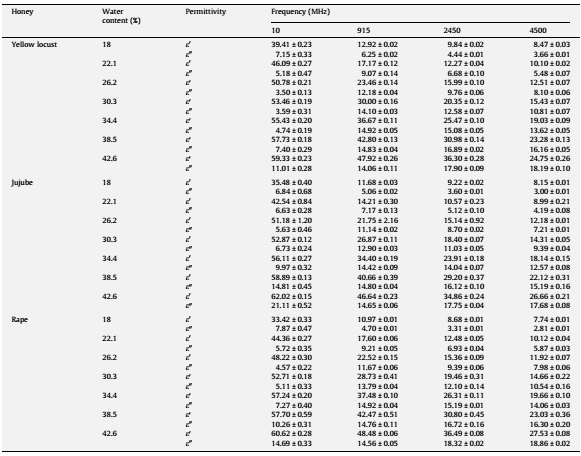 Honey Water content (%) Permittivity Frequency (MHz)
10 915 2450 4500
Yellow locust 18 ε′ 39.41 ± 0.23 12.92 ± 0.02 9.84 ± 0.02 8.47 ± 0.03
ε″ 7.15 ± 0.33 6.25 ± 0.02 4.44 ± 0.01 3.66 ± 0.01
22.1 ε′ 46.09 ± 0.27 17.17 ± 0.12 12.27 ± 0.04 10.10 ± 0.02
ε″ 5.18 ± 0.47 9.07 ± 0.14 6.68 ± 0.10 5.48 ± 0.07
26.2 ε′ 50.78 ± 0.21 23.46 ± 0.14 15.99 ± 0.10 12.51 ± 0.07
ε″ 3.50 ± 0.13 12.18 ± 0.04 9.76 ± 0.06 8.10 ± 0.06
30.3 ε′ 53.46 ± 0.19 30.00 ± 0.16 20.35 ± 0.12 15.43 ± 0.07
ε″ 3.59 ± 0.31 14.10 ± 0.03 12.58 ± 0.07 10.81 ± 0.07
34.4 ε′ 55.43 ± 0.20 36.67 ± 0.11 25.47 ± 0.10 19.03 ± 0.09
ε″ 4.74 ± 0.19 14.92 ± 0.05 15.08 ± 0.05 13.62 ± 0.05
38.5 ε′ 57.73 ± 0.18 42.80 ± 0.13 30.98 ± 0.14 23.28 ± 0.13
ε″ 7.40 ± 0.29 14.83 ± 0.04 16.89 ± 0.02 16.16 ± 0.05
42.6 ε′ 59.33 ± 0.23 47.92 ± 0.26 36.30 ± 0.28 24.75 ± 0.26
ε″ 11.01 ± 0.28 14.06 ± 0.11 17.90 ± 0.09 18.19 ± 0.10
Jujube 18 ε′ 35.48 ± 0.40 11.68 ± 0.03 9.22 ± 0.02 8.15 ± 0.01
ε″ 6.84 ± 0.68 5.06 ± 0.02 3.60 ± 0.01 3.00 ± 0.01
22.1 ε′ 42.54 ± 0.84 14.21 ± 0.30 10.57 ± 0.23 8.99 ± 0.21
ε″ 6.63 ± 0.28 7.17 ± 0.13 5.12 ± 0.10 4.19 ± 0.08
26.2 ε′ 51.18 ± 1.20 21.75 ± 2.16 15.14 ± 0.92 12.18 ± 0.01
ε″ 5.63 ± 0.46 11.14 ± 0.02 8.70 ± 0.02 7.21 ± 0.01
30.3 ε′ 52.87 ± 0.12 26.87 ± 0.11 18.40 ± 0.07 14.31 ± 0.05
ε″ 6.73 ± 0.24 12.90 ± 0.03 11.03 ± 0.05 9.39 ± 0.04
34.4 ε′ 56.11 ± 0.27 34.40 ± 0.19 23.91 ± 0.18 18.14 ± 0.15
ε″ 9.97 ± 0.32 14.42 ± 0.09 14.04 ± 0.07 12.57 ± 0.08
38.5 ε′ 58.89 ± 0.13 40.66 ± 0.39 29.20 ± 0.37 22.12 ± 0.31
ε″ 14.81 ± 0.45 14.80 ± 0.04 16.12 ± 0.10 15.19 ± 0.16
42.6 ε′ 62.02 ± 0.15 46.64 ± 0.23 34.86 ± 0.24 26.66 ± 0.21
ε″ 21.11 ± 0.52 14.65 ± 0.06 17.75 ± 0.04 17.68 ± 0.08
Rape 18 ε′ 33.42 ± 0.33 10.97 ± 0.01 8.68 ± 0.01 7.74 ± 0.01
ε″ 7.87 ± 0.47 4.70 ± 0.01 3.31 ± 0.01 2.81 ± 0.01
22.1 ε′ 44.36 ± 0.27 17.60 ± 0.06 12.48 ± 0.05 10.12 ± 0.04
ε″ 5.72 ± 0.35 9.21 ± 0.05 6.93 ± 0.04 5.87 ± 0.03
26.2 ε′ 48.22 ± 0.30 22.52 ± 0.15 15.36 ± 0.09 11.92 ± 0.07
ε″ 4.57 ± 0.22 11.67 ± 0.06 9.39 ± 0.06 7.98 ± 0.06
30.3 ε′ 52.71 ± 0.18 28.73 ± 0.41 19.46 ± 0.31 14.66 ± 0.22
ε″ 5.11 ± 0.33 13.79 ± 0.04 12.10 ± 0.14 10.54 ± 0.16
34.4 ε′ 57.24 ± 0.20 37.48 ± 0.10 26.31 ± 0.11 19.66 ± 0.10
ε″ 7.27 ± 0.40 14.92 ± 0.04 15.19 ± 0.01 14.06 ± 0.03
38.5 ε′ 57.70 ± 0.59 42.47 ± 0.51 30.80 ± 0.45 23.03 ± 0.36
ε″ 10.26 ± 0.31 14.76 ± 0.11 16.72 ± 0.16 16.30 ± 0.20
42.6 ε′ 60.62 ± 0.28 48.48 ± 0.06 36.49 ± 0.08 27.53 ± 0.08
ε″ 14.69 ± 0.33 14.56 ± 0.05 18.32 ± 0.02 18.86 ± 0.02